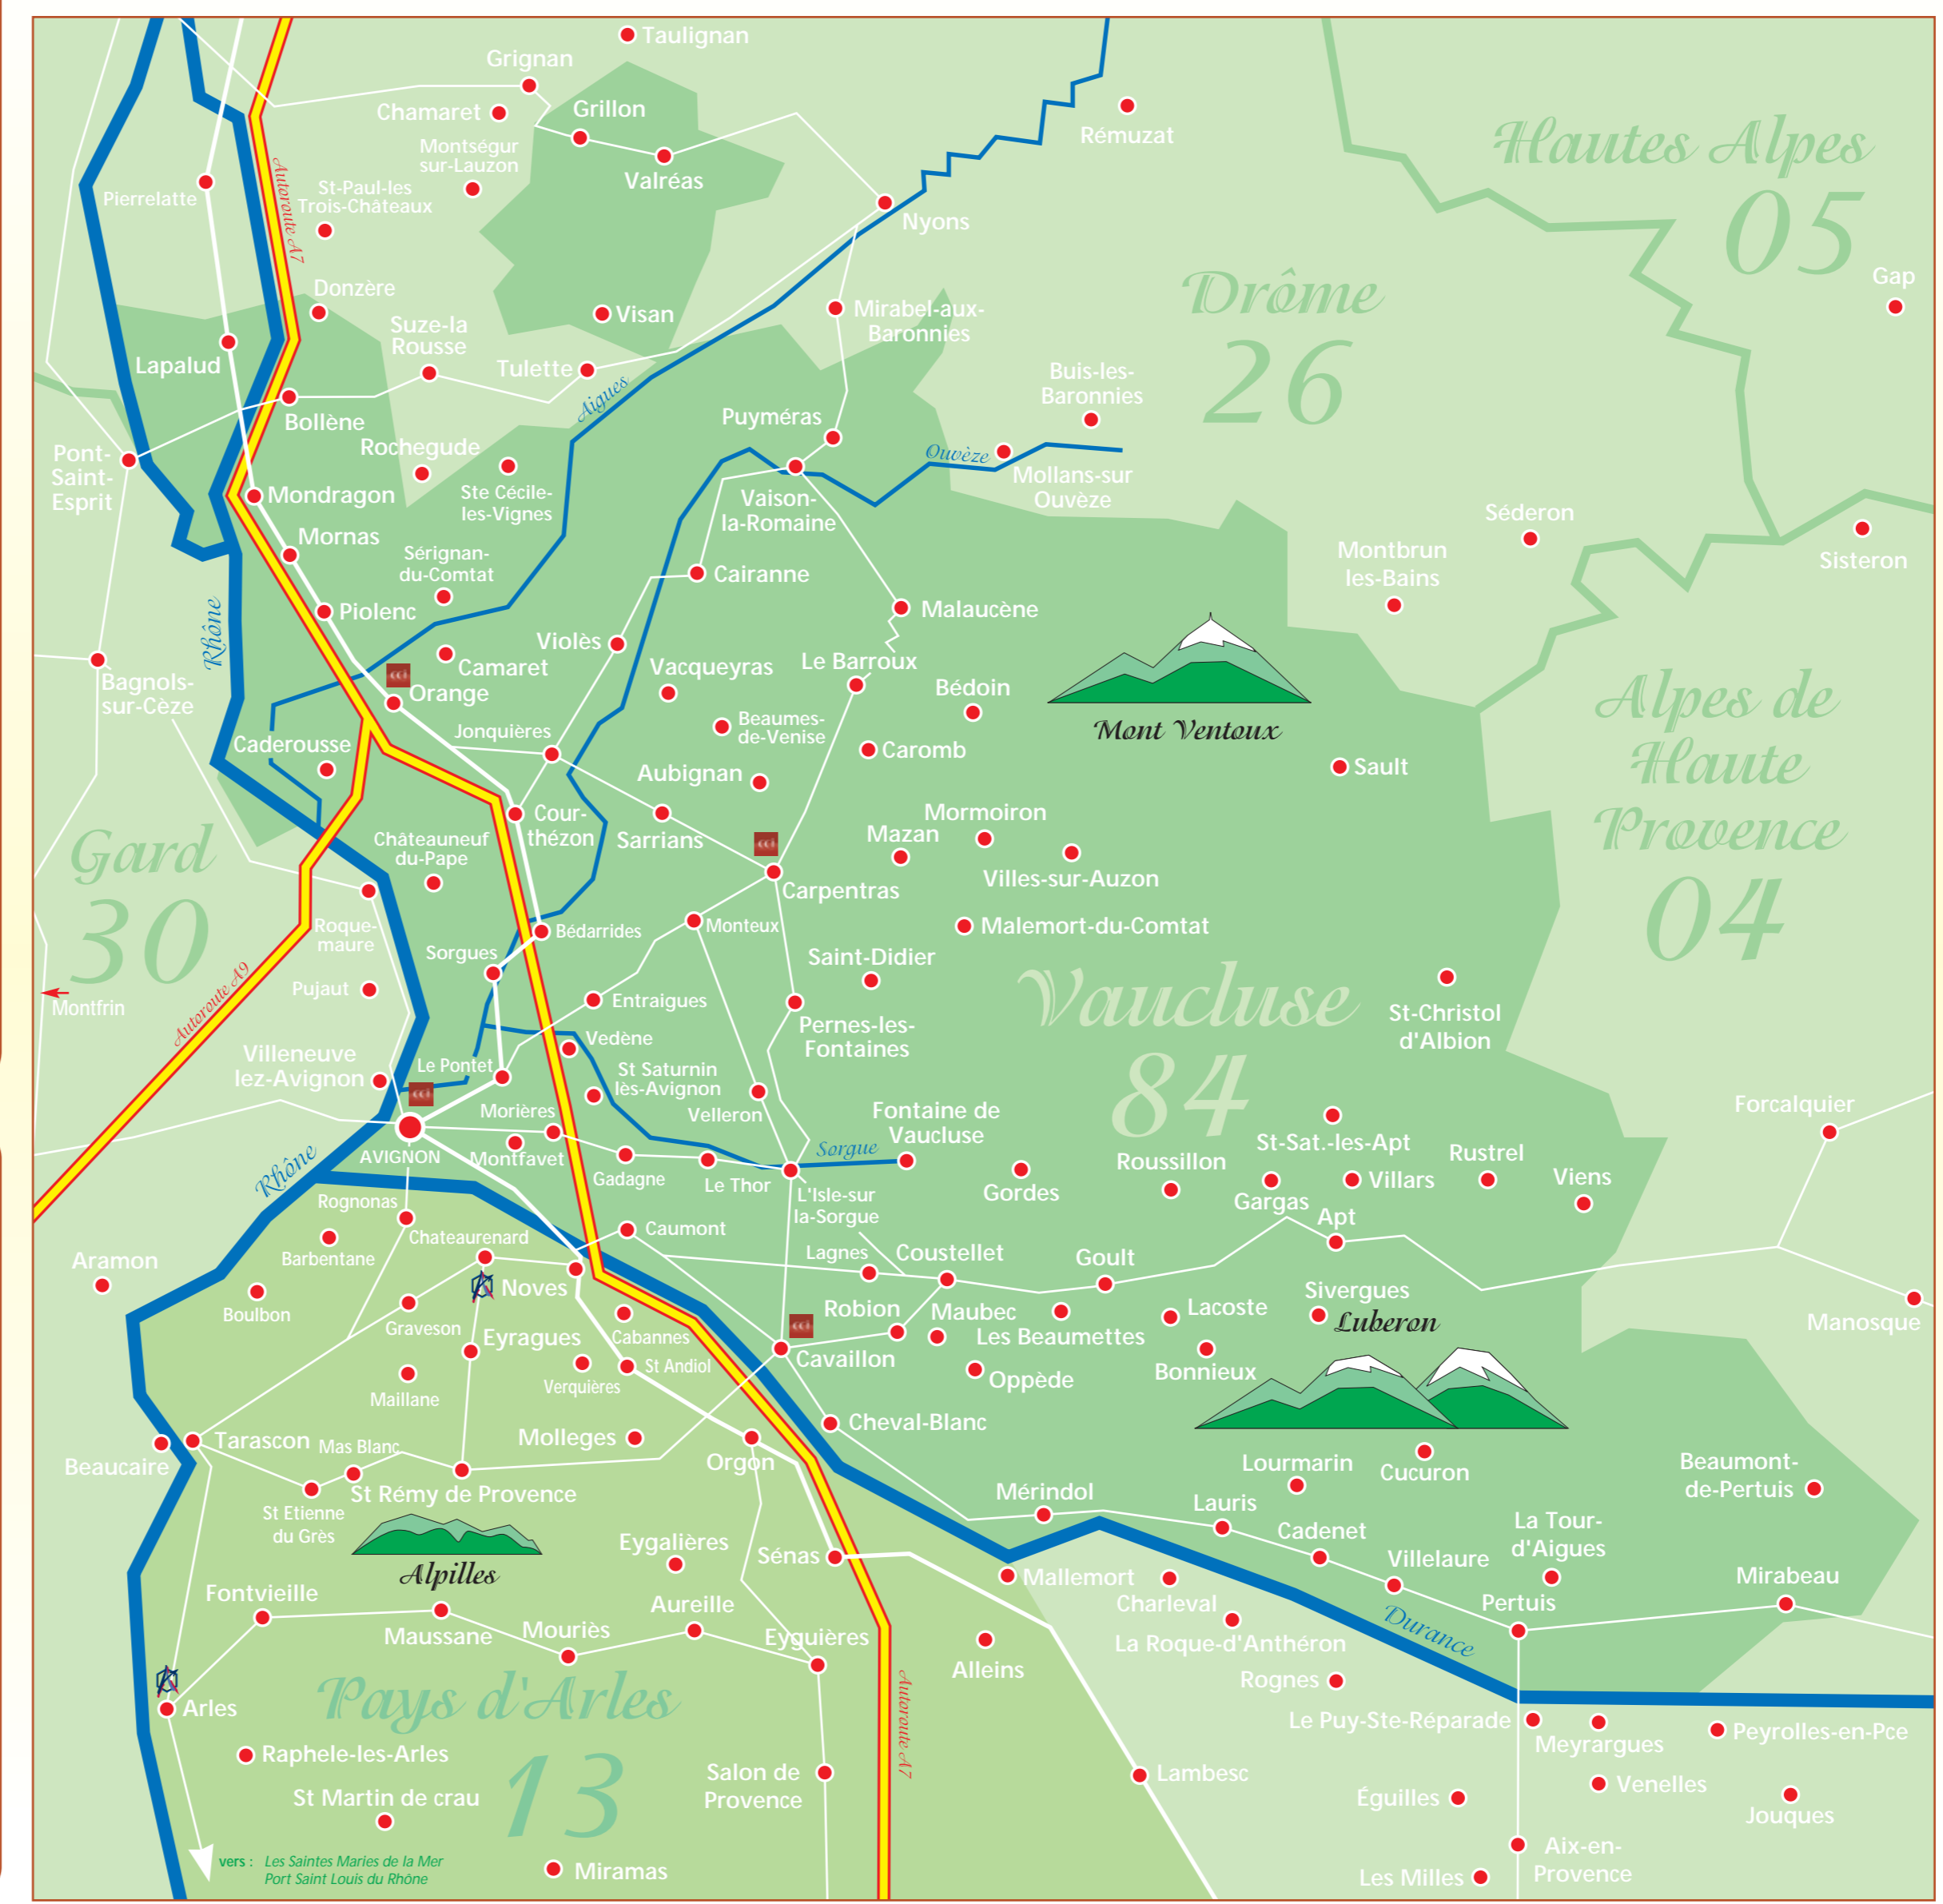 Taulignan
Grignan
Chamaret
Grillon
Rémuzat
Hautes Alpes
05
Montségur
sur-Lauzon
Valréas
Pierrelatte
St-Paul-les
Trois-Châteaux
Autoroute A7
Nyons
Gap
Donzère
Visan
Mirabel-aux-
Baronnies
Drôme
26
Suze-la
Rousse
Lapalud
Tulette
Aigues
Buis-les-
Baronnies
Bollène
Puyméras
Pont-
Saint-
Esprit
Rochegude
Ouvèze
Mollans-sur
Ouvèze
Mondragon
Ste Cécile-
les-Vignes
Vaison-
la-Romaine
Séderon
Mornas
Montbrun
les-Bains
Sisteron
Sérignan-
du-Comtat
Cairanne
Piolenc
Malaucène
Rhône
Violès
Camaret
Vacqueyras
Le Barroux
Bagnols-
sur-Cèze
cci
Orange
Bédoin
Alpes de
Haute
Provence
04
Mont Ventoux
Jonquières
Beaumes-
de-Venise
Caderousse
Caromb
Sault
Aubignan
Gard
30
Châteauneuf
du-Pape
Cour-
thézon
Sarrians
cci
Mormoiron
Mazan
Carpentras
Villes-sur-Auzon
Roque-
maure
Bédarrides
Monteux
Malemort-du-Comtat
Sorgues
Saint-Didier
Vaucluse
84
Pujaut
Montfrin
Autoroute A9
Entraigues
Pernes-les-
Fontaines
St-Christol
d'Albion
Vedène
Villeneuve
lez-Avignon
Le Pontet
St Saturnin
lès-Avignon
cci
Morières
Velleron
Fontaine de
Vaucluse
Forcalquier
AVIGNON
Montfavet
Sorgue
St-Sat.-les-Apt
Rhône
Gadagne
Le Thor
Roussillon
Rustrel
Gordes
Gargas
Villars
Viens
Rognonas
L'Isle-sur
la-Sorgue
Apt
Barbentane
Chateaurenard
Caumont
Lagnes
Coustellet
Goult
Aramon
Noves
Boulbon
Graveson
Cabannes
Robion
Maubec
Lacoste
Sivergues
Luberon
Manosque
Eyragues
cci
Les Beaumettes
Cavaillon
Maillane
Verquières
St Andiol
Oppède
Bonnieux
Tarascon
Mas Blanc
Molleges
Cheval-Blanc
Beaucaire
Orgon
Lourmarin
Cucuron
Beaumont-
de-Pertuis
St Etienne
du Grès
St Rémy de Provence
Mérindol
Lauris
Cadenet
La Tour-
d'Aigues
Alpilles
Eygalières
Sénas
Villelaure
Mallemort
Charleval
Pertuis
Mirabeau
Fontvieille
Maussane
Mouriès
Aureille
Eyguières
Durance
La Roque-d'Anthéron
Alleins
Rognes
Autoroute A7
Pays d'Arles
13
Arles
Le Puy-Ste-Réparade
Meyrargues
Peyrolles-en-Pce
Raphele-les-Arles
Salon de
Provence
Lambesc
Venelles
St Martin de crau
Éguilles
Jouques
Aix-en-
Provence
vers : Les Saintes Maries de la Mer
Port Saint Louis du Rhône
Miramas
Les Milles